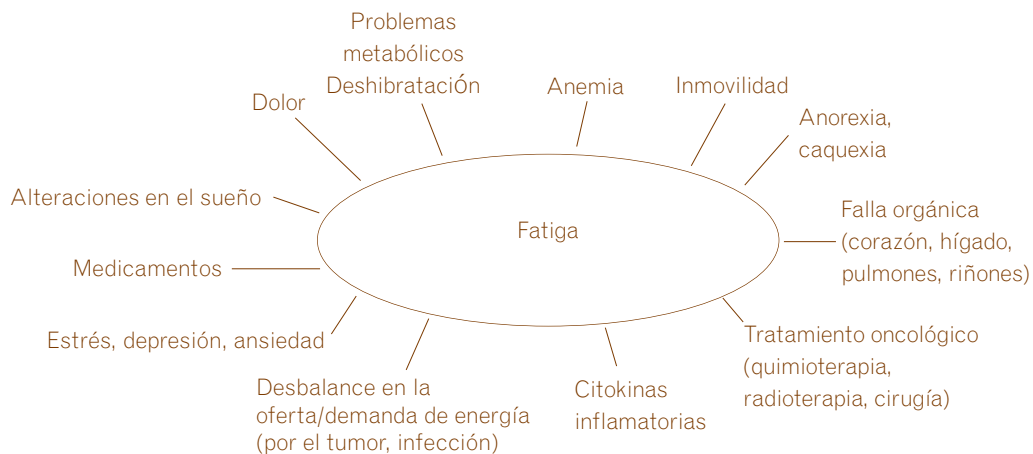 Problemas
metabólicos
Deshibratación
Dolor
Anemia
Inmovilidad
Anorexia,
caquexia
Alteraciones en el sueño
Falla orgánica
(corazón, hígado,
pulmones, riñones)
Fatiga
Medicamentos
Estrés, depresión, ansiedad
Tratamiento oncológico
(quimioterapia,
radioterapia, cirugía)
Desbalance en la
oferta/demanda de energía
(por el tumor, infección)
Citokinas
inflamatorias